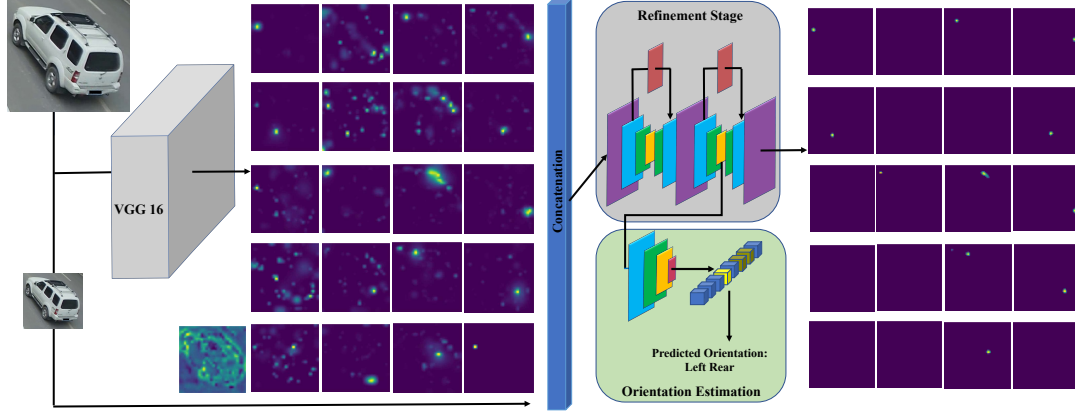 Refinement Stage
VGG 16
Concatenation
Predicted Orientation:
Left Rear
Orientation Estimation